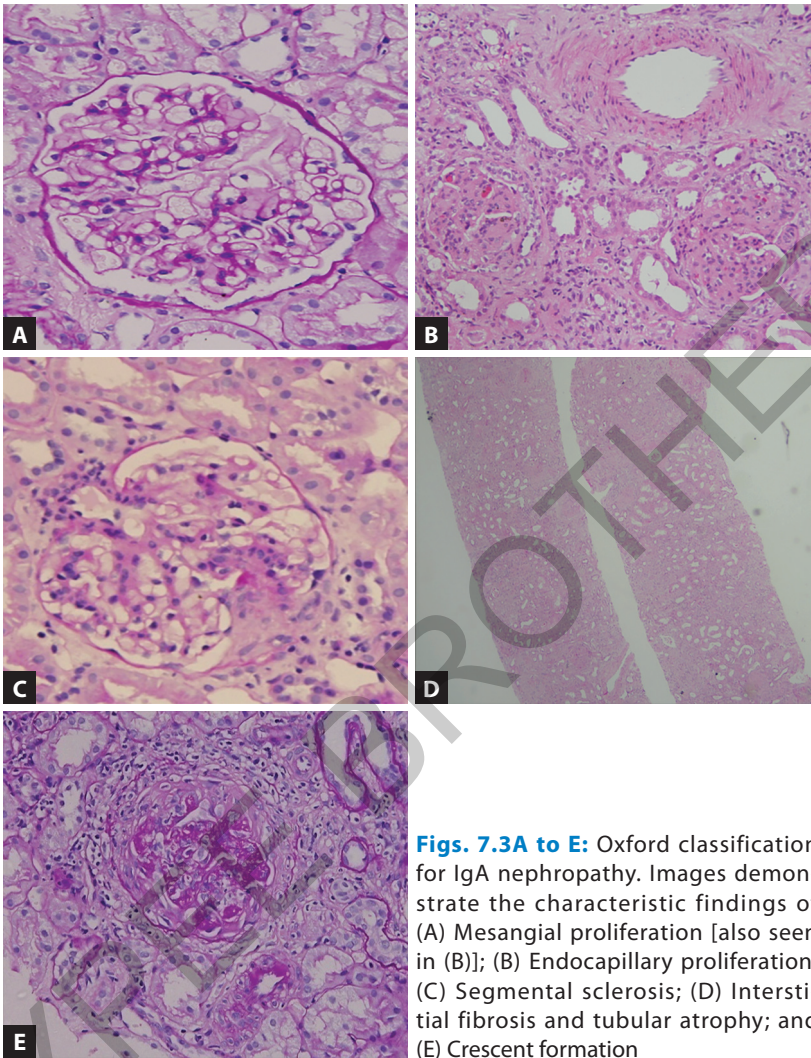 A
B
C
D
E
Figs. 7.3A to E: Oxford classification
for IgA nephropathy. Images demon
strate the characteristic findings o
(A) Mesangial proliferation [also seen
in (B)]; (B) Endocapillary proliferation
(C) Segmental sclerosis; (D) Intersti
tial fibrosis and tubular atrophy; and
(E) Crescent formation
BROTHE